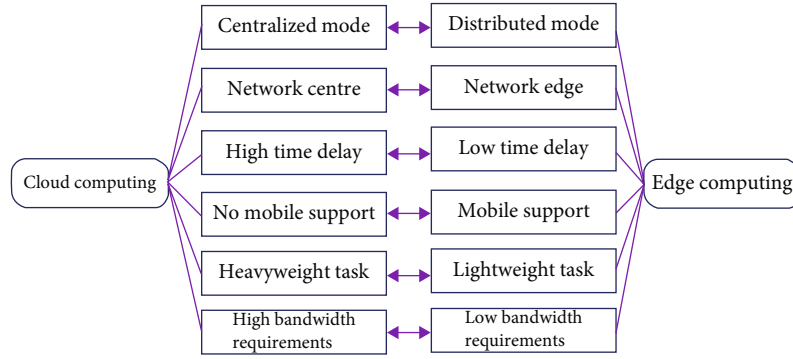 Centralized mode
Distributed mode
Network centre
Network edge
High time delay
Low time delay
Cloud computing
Edge computing
No mobile support
Mobile support
Heavyweight task
Lightweight task
High bandwidth
requirements
Low bandwidth
requirements